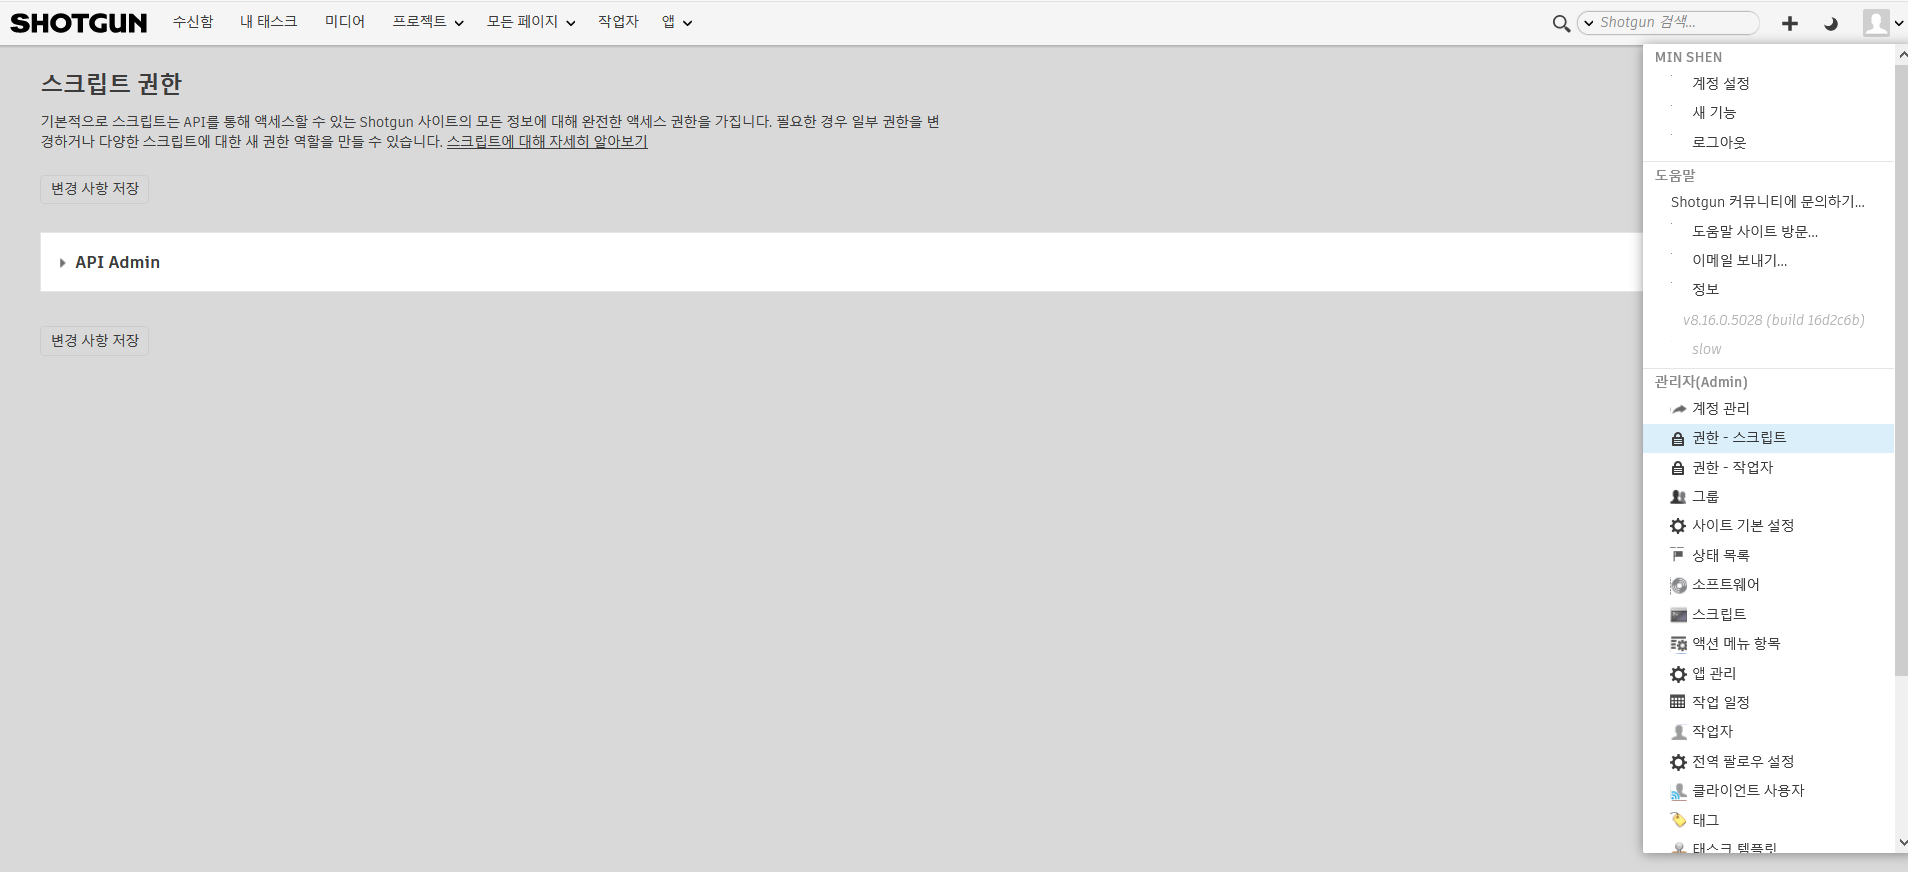 SHOTGUN 수신함 내 태스크 미디어 프로젝트 모든 페이지 작업자 앱 Shotgun 검색...
스크립트 권한
기본적으로 스크립트는 API를 통해 액세스할 수 있는 Shotgun 사이트의 모든 정보에 대해 완전한 액세스 권한을 가집니다. 필요한 경우 일부 권한을 변
경하거나 다양한 스크립트에 대한 새 권한 역할을 만들 수 있습니다. 스크립트에 대해 자세히 알아보기
변경 사항 저장
API Admin
변경 사항 저장
MIN SHEN
계정 설정
새 기능
로그아웃
도움말
Shotgun 커뮤니티에 문의하기...
도움말 사이트 방문...
이메일 보내기...
정보
v8.16.0.5028 (build 16d2c6b)
slow
관리자(Admin)
계정 관리
권한 - 스크립트
권한 - 작업자
그룹
사이트 기본 설정
상태 목록
소프트웨어
스크립트
액션 메뉴 항목
앱 관리
작업 일정
작업자
전역 팔로우 설정
클라이언트 사용자
태그
태스크 템플릿